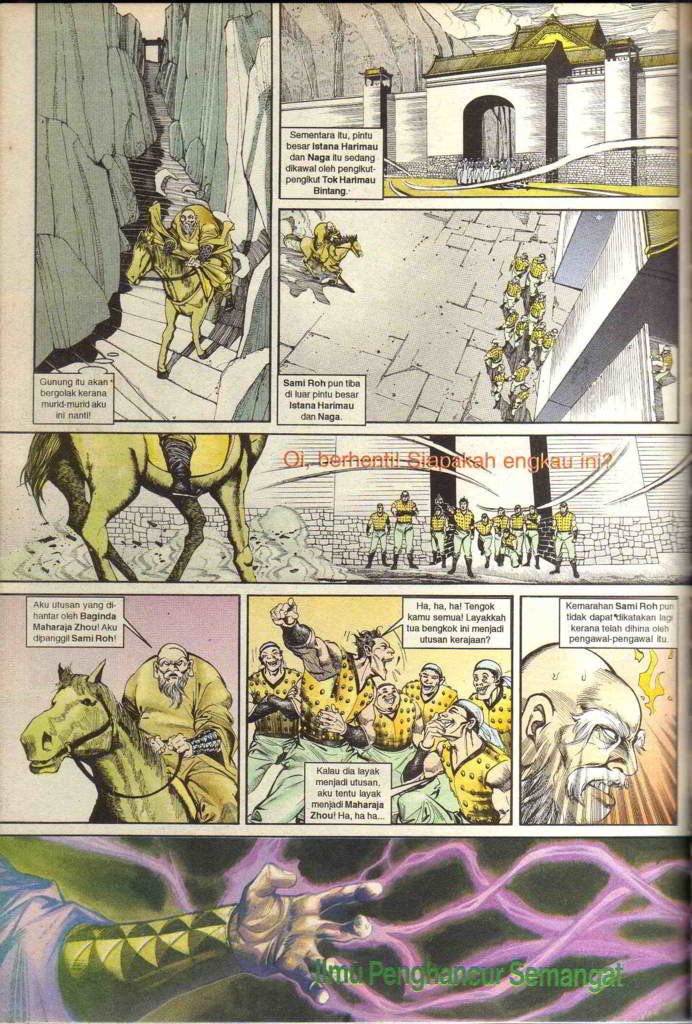 Gunung itu akan
bergolak kerana
murid-murid aku
ini nanti!
Sementara itu, pintu
besar Istana Harimau
dan Naga itu sedang
dikawal oleh pengikut-
pengikut Tok Harimau
Bintang.
Sami Roh pun tiba
di luar pintu besar
Istana Harimau
dan Naga.
Oi, berhenti! Siapakah engkau ini?
Aku utusan yang di-
hantar oleh Baginda
Maharaja Zhou! Aku
dipanggil Sami Roh!
Ha, ha, ha! Tengok
kamu semua! Layakkah
tua bengkok ini menjadi
utusan kerajaan?
Kalau dia layak
menjadi utusan,
aku tentu layak
menjadi Maharaja
Zhou! Ha, ha ha...
Kemarahan Sami Roh pun
tidak dapat dikatakan lagi
kerana telah dihina oleh
pengawal-pengawal itu.
Ilmu Penghancur Semangat